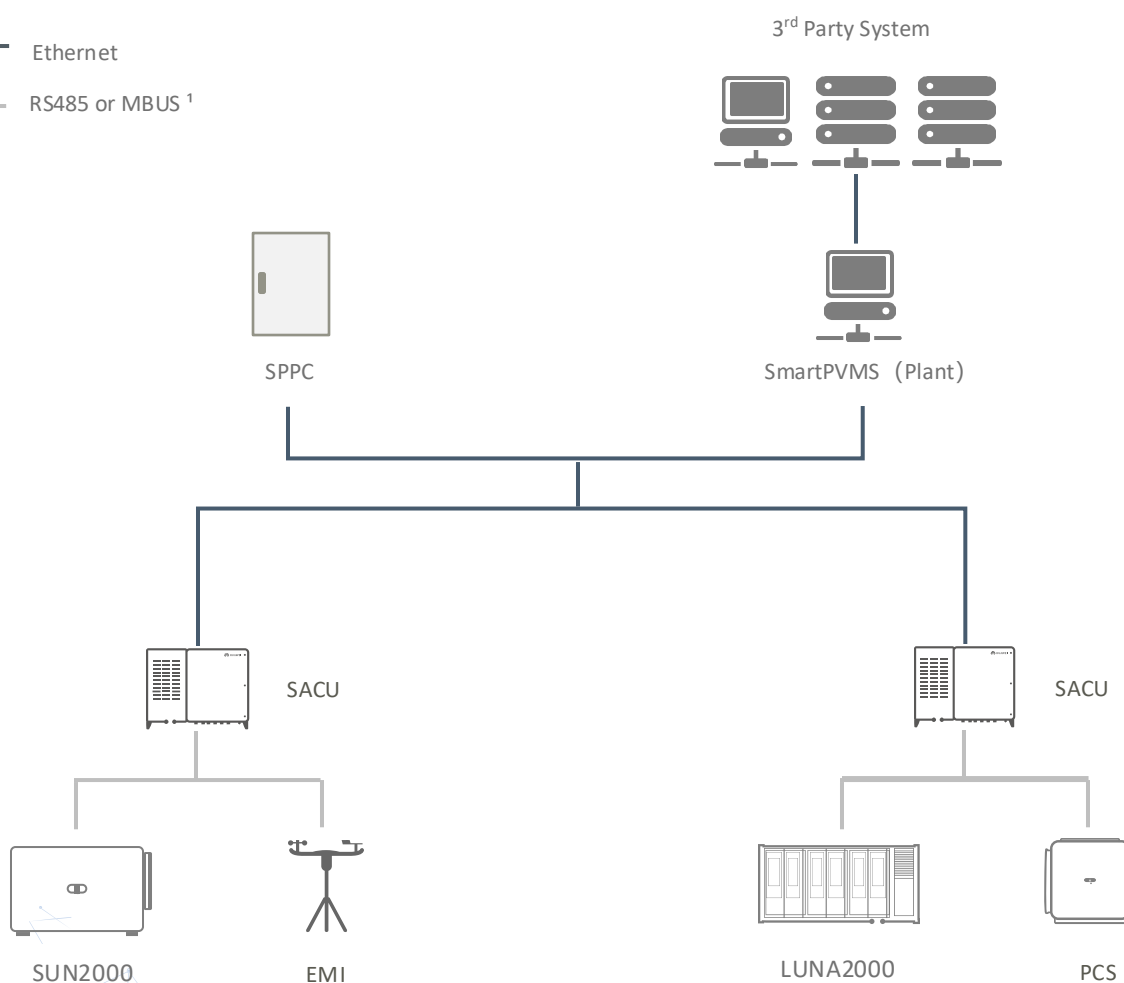 3rd Party System
Ethernet
RS485 or MBUS ¹
SPPC
SmartPVMS（Plant）
SACU
SACU
SUN2000
EMI
LUNA2000
PCS